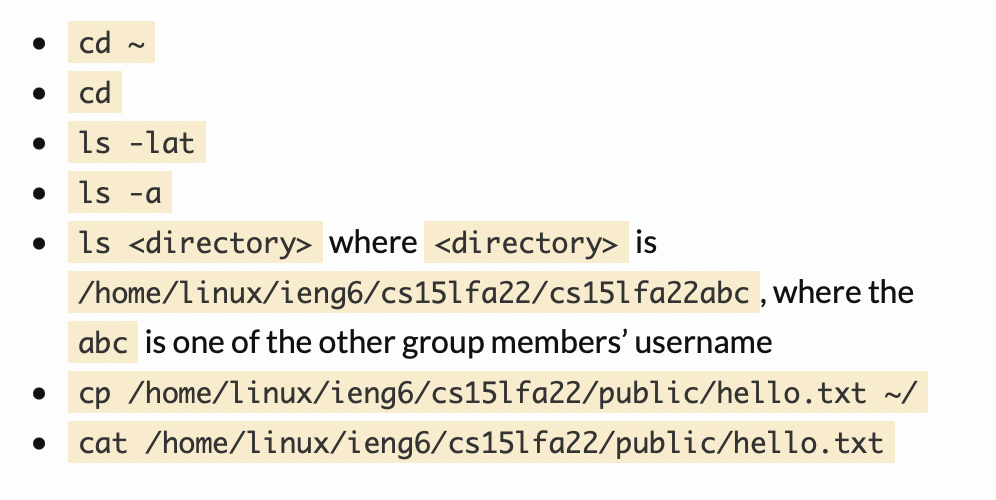 • cd ~
• cd
• ls -lat
• ls -a
• ls <directory> where <directory> is
/home/linux/ieng6/cs15lfa22/cs15lfa22abc, where the
abc is one of the other group members’ username
• cp /home/linux/ieng6/cs15lfa22/public/hello.txt ~/
• cat /home/linux/ieng6/cs15lfa22/public/hello.txt